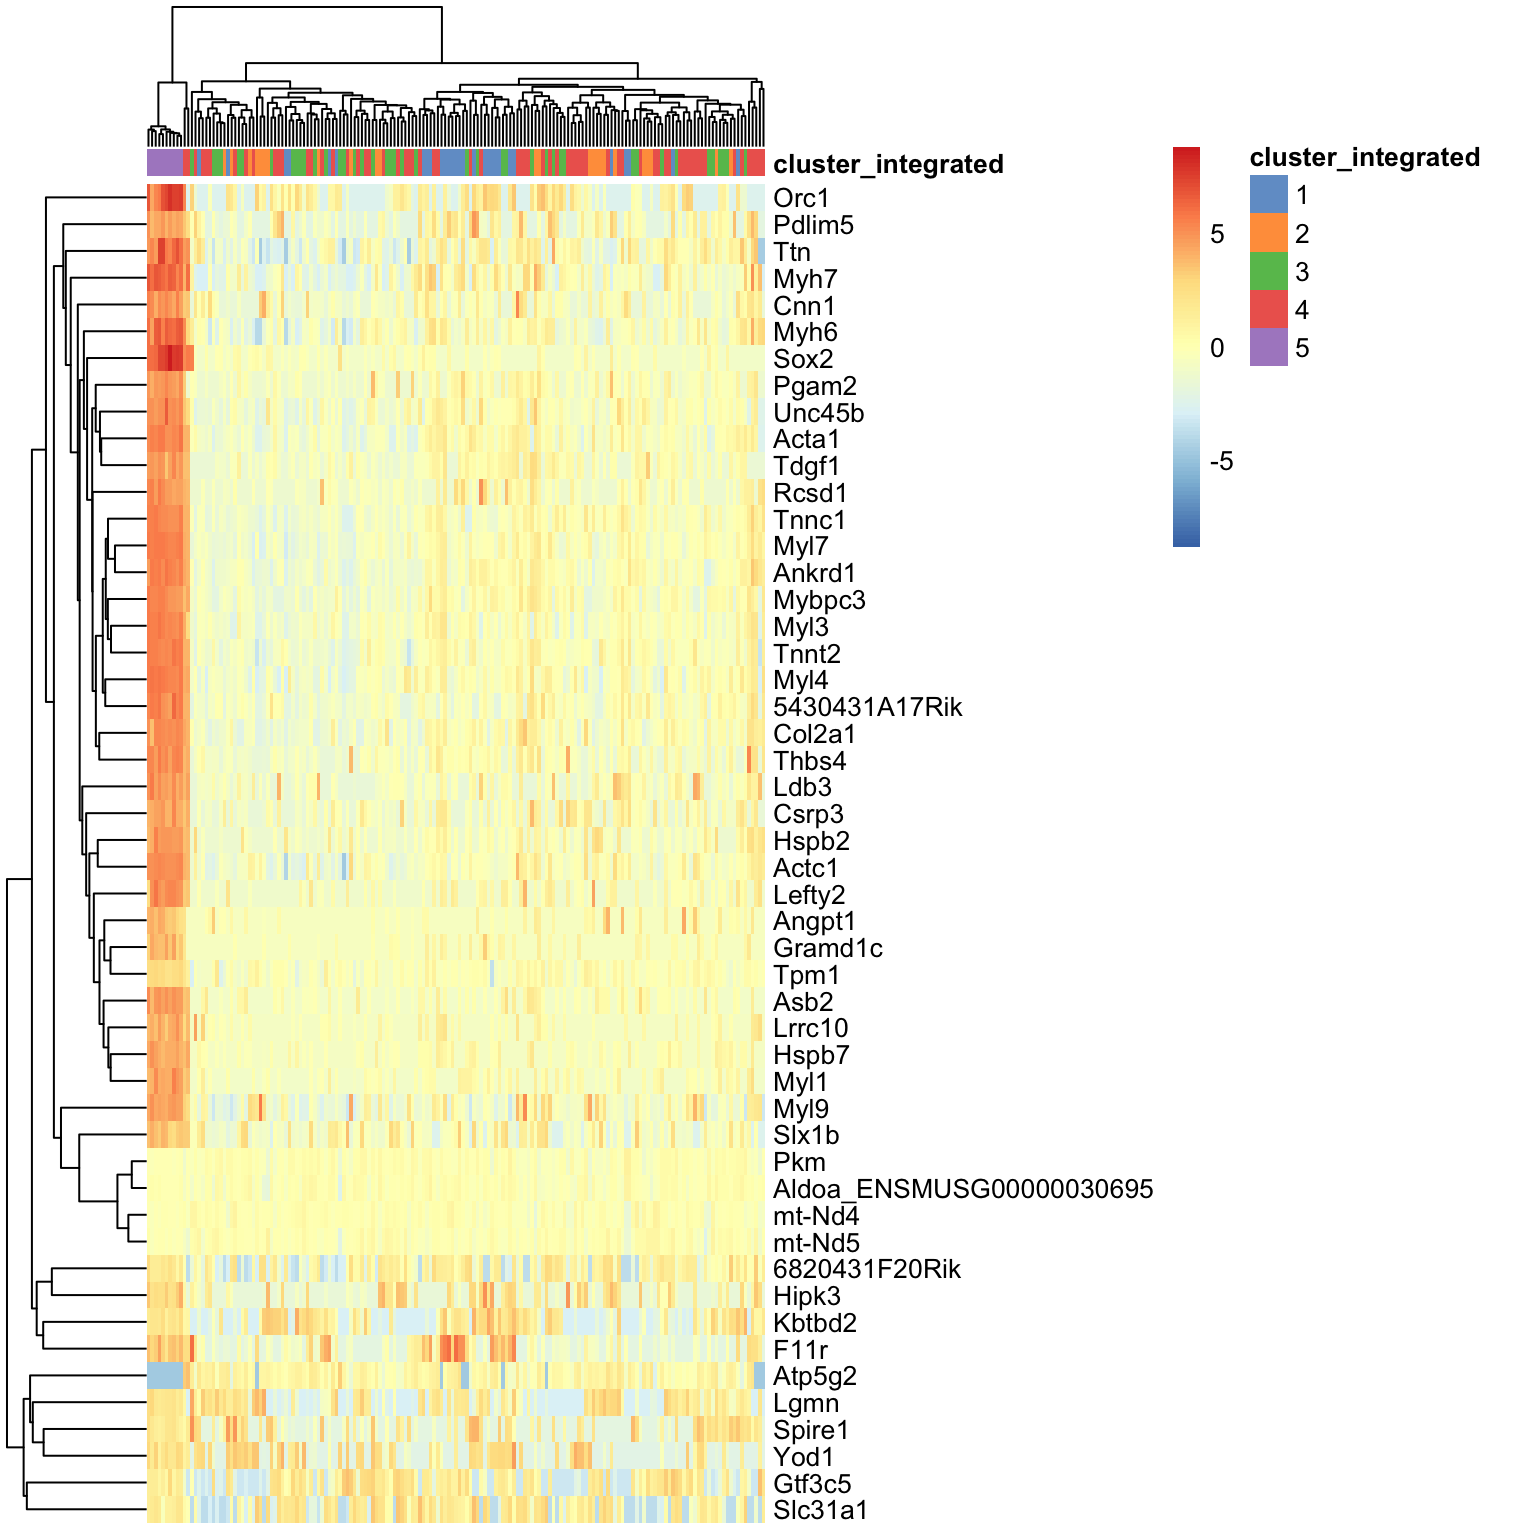 cluster_integrated
Orc1
Pdlim5
Ttn
Myh7
Cnn1
Myh6
Sox2
Pgam2
Unc45b
Acta1
Tdgf1
Rcsd1
Tnnc1
Myl7
Ankrd1
Mybpc3
Myl3
Tnnt2
Myl4
5430431A17Rik
Col2a1
Thbs4
Ldb3
Csrp3
Hspb2
Actc1
Lefty2
Angpt1
Gramd1c
Tpm1
Asb2
Lrrc10
Hspb7
Myl1
Myl9
Slx1b
Pkm
Aldoa_ENSMUSG00000030695
mt-Nd4
mt-Nd5
6820431F20Rik
Hipk3
Kbtbd2
F11r
Atp5g2
Lgmn
Spire1
Yod1
Gtf3c5
Slc31a1
5
0
-5
cluster_integrated
1
2
3
4
5